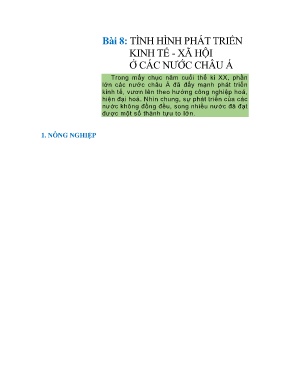 Bài 8: TÌNH HÌNH PHÁT TRIỂN
KINH TẾ - XÃ HỘI
Ở CÁC NƯỚC CHÂU Á
Trong mấy chục năm cuối thế kỉ XX, phần
lớn các nước châu Á đã đẩy mạnh phát triển
kinh tế, vươn lên theo hướng công nghiệp hoá,
hiện đại hoá. Nhìn chung, sự phát triển của các
nước không đồng đều, song nhiều nước đã đạt
được một số thành tựu to lớn.
1. NÔNG NGHIỆP